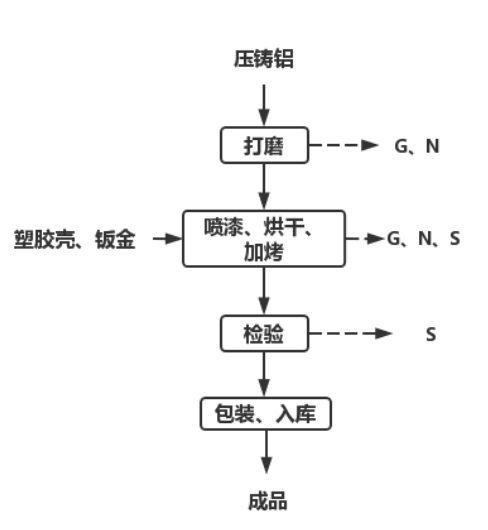 压铸铝
打磨
G、N
塑胶壳、钣金
喷漆、烘干、
加烤
G、N、S
检验
S
包装、入库
成品